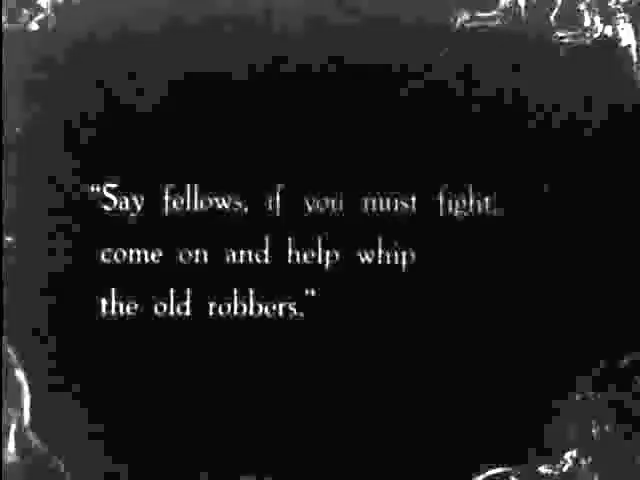 "Say fellows, if you must fight,
come on and help whip
the old robbers."